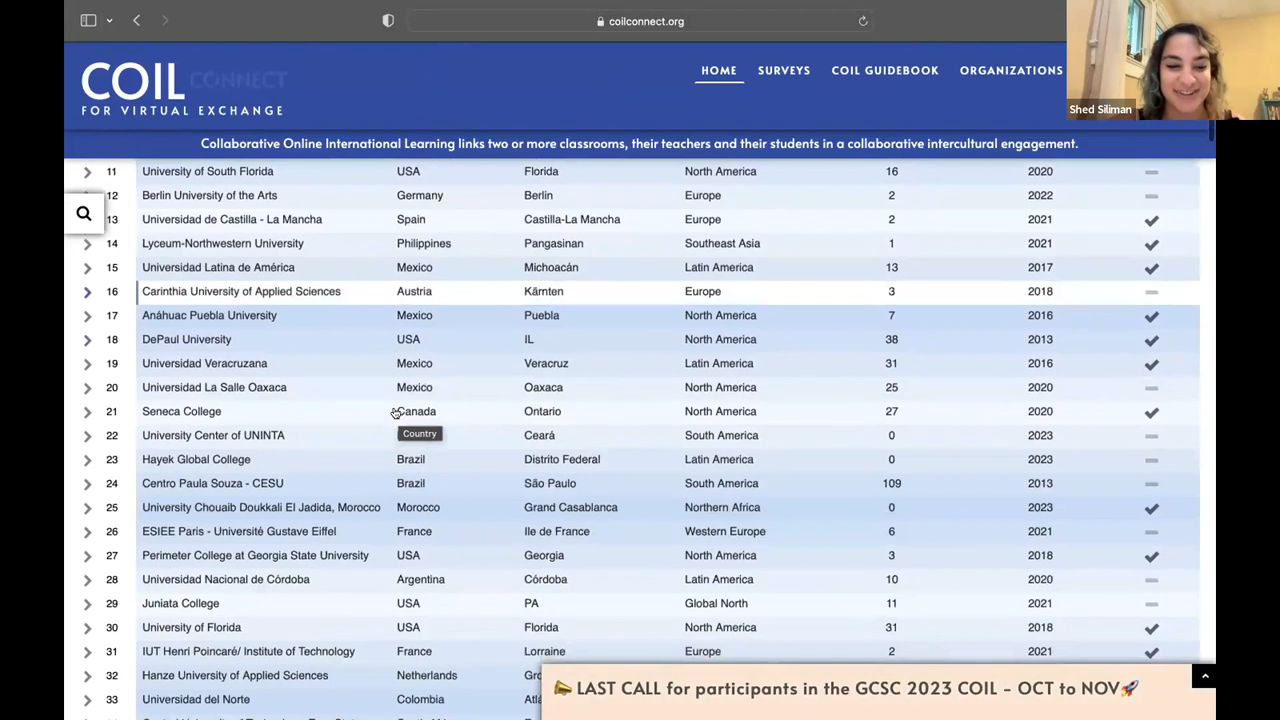 coilconnect.org
COIL CONNECT
FOR VIRTUAL EXCHANGE
HOME SURVEYS COIL GUIDEBOOK ORGANIZATIONS
Shed Siliman
Collaborative Online International Learning links two or more classrooms, their teachers and their students in a collaborative intercultural engagement.
11 University of South Florida USA Florida North America 16 2020
12 Berlin University of the Arts Germany Berlin Europe 2 2022
13 Universidad de Castilla - La Mancha Spain Castilla-La Mancha Europe 2 2021
14 Lyceum-Northwestern University Philippines Pangasinan Southeast Asia 1 2021
15 Universidad Latina de América Mexico Michoacán Latin America 13 2017
16 Carinthia University of Applied Sciences Austria Kärnten Europe 3 2018
17 Anáhuac Puebla University Mexico Puebla North America 7 2016
18 DePaul University USA IL North America 38 2013
19 Universidad Veracruzana Mexico Veracruz Latin America 31 2016
20 Universidad La Salle Oaxaca Mexico Oaxaca North America 25 2020
21 Seneca College Canada Ontario North America 27 2020
22 University Center of UNINTA Country Ceará South America 0 2023
23 Hayek Global College Brazil Distrito Federal Latin America 0 2023
24 Centro Paula Souza - CESU Brazil São Paulo South America 109 2013
25 University Chouaib Doukkali El Jadida, Morocco Morocco Grand Casablanca Northern Africa 0 2023
26 ESIEE Paris - Université Gustave Eiffel France Ile de France Western Europe 6 2021
27 Perimeter College at Georgia State University USA Georgia North America 3 2018
28 Universidad Nacional de Córdoba Argentina Córdoba Latin America 10 2020
29 Juniata College USA PA Global North 11 2021
30 University of Florida USA Florida North America 31 2018
31 IUT Henri Poincaré/ Institute of Technology France Lorraine Europe 2 2021
32 Hanze University of Applied Sciences Netherlands
33 Universidad del Norte Colombia
LAST CALL for participants in the GCSC 2023 COIL - OCT to NOV